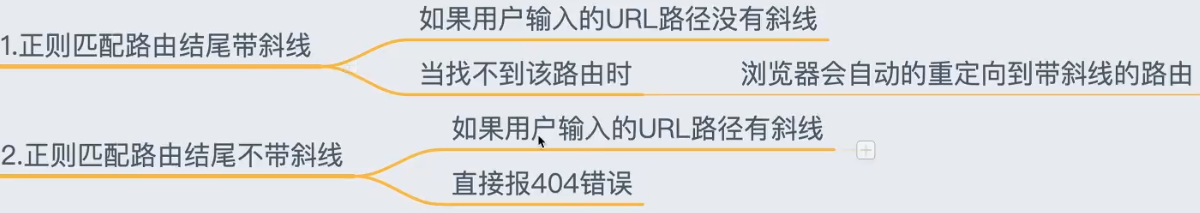 1.正则匹配路由结尾带斜线
如果用户输入的URL路径没有斜线
当找不到该路由时
浏览器会自动的重定向到带斜线的路由
2.正则匹配路由结尾不带斜线
如果用户输入的URL路径有斜线
直接报404错误